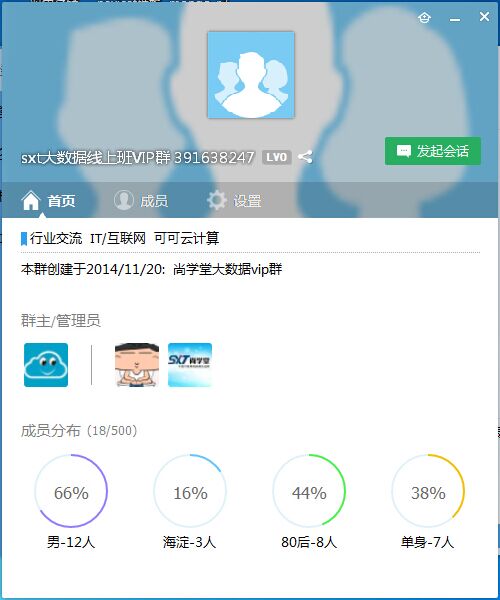 sxt大数据线上班VIP群 391638247 LV0
发起会话
首页 成员 设置
行业交流 IT/互联网 可可云计算
本群创建于2014/11/20: 尚学堂大数据vip群
群主/管理员
SXT尚学堂
成员分布 (18/500)
66% 16% 44% 38%
男-12人 海淀-3人 80后-8人 单身-7人